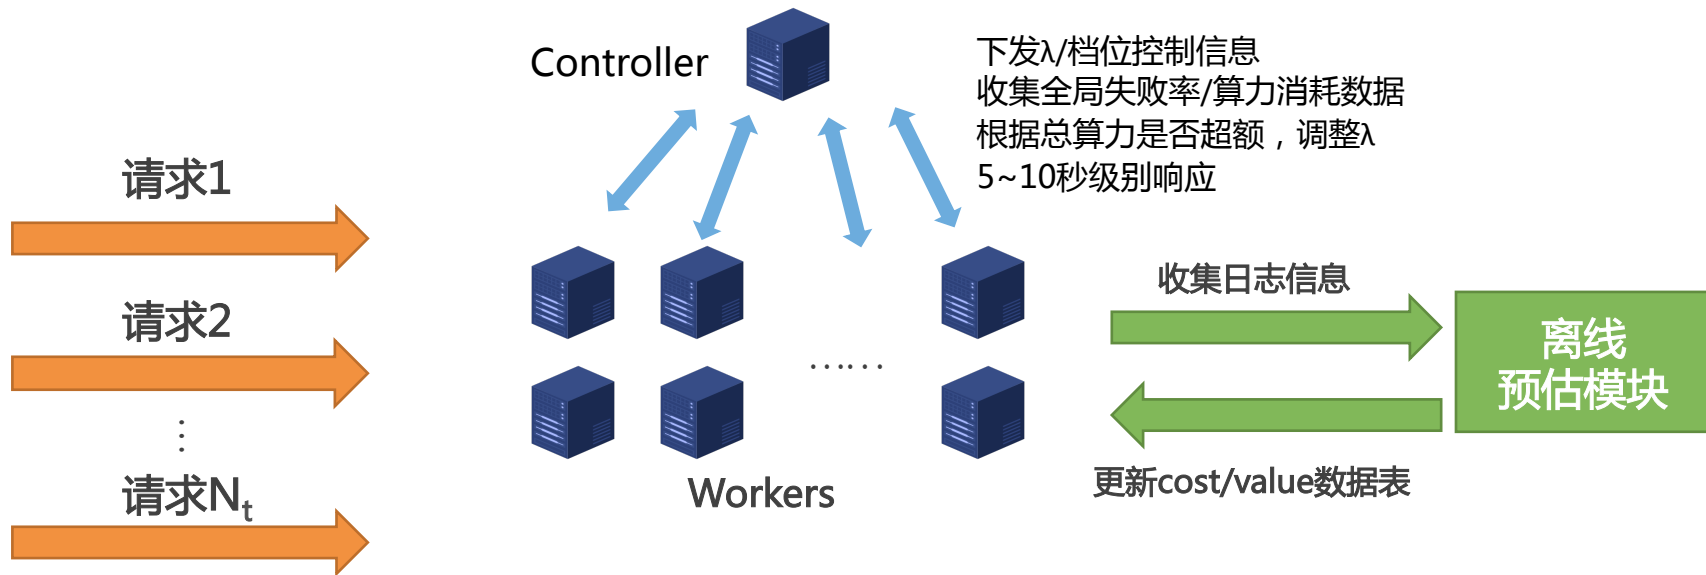 Controller
下发λ/档位控制信息
收集全局失败率/算力消耗数据
根据总算力是否超额，调整λ
5~10秒级别响应
请求1
请求2
⋮
请求Nt
……
Workers
收集日志信息
离线
预估模块
更新cost/value数据表